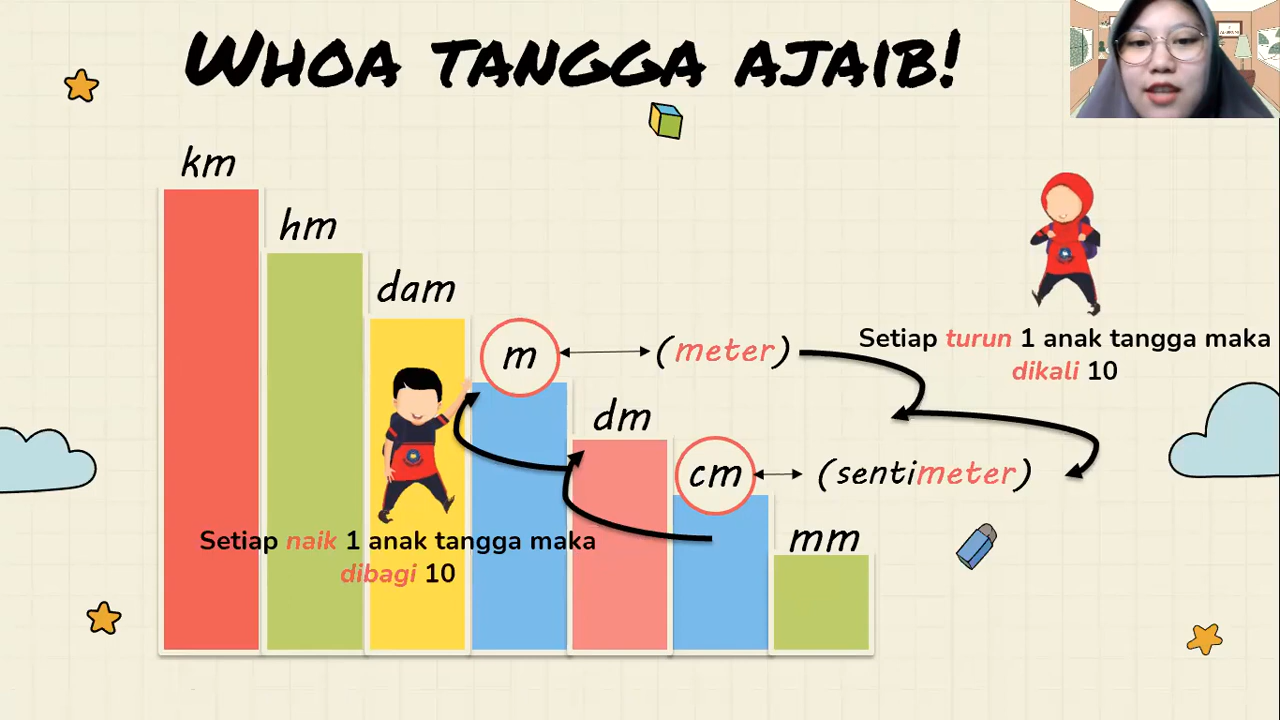 WHOA TANGGA AJAIB!
km
hm
dam
m
(meter)
Setiap turun 1 anak tangga maka
dikali 10
dm
cm
(sentimeter)
mm
Setiap naik 1 anak tangga maka
dibagi 10